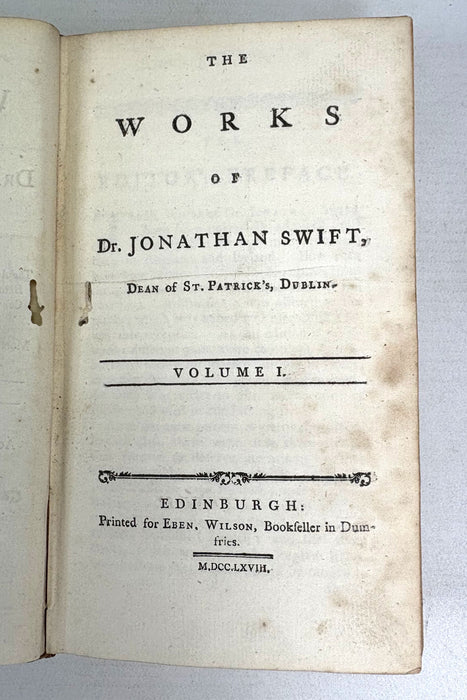 THE
WORKS
OF
Dr. JONATHAN SWIFT,
DEAN OF ST. PATRICK'S, DUBLIN.
VOLUME I.
EDINBURGH:
Printed for EBEN. WILSON, Bookſeller in Dum-
fries.
M,DCC.LXVIII.